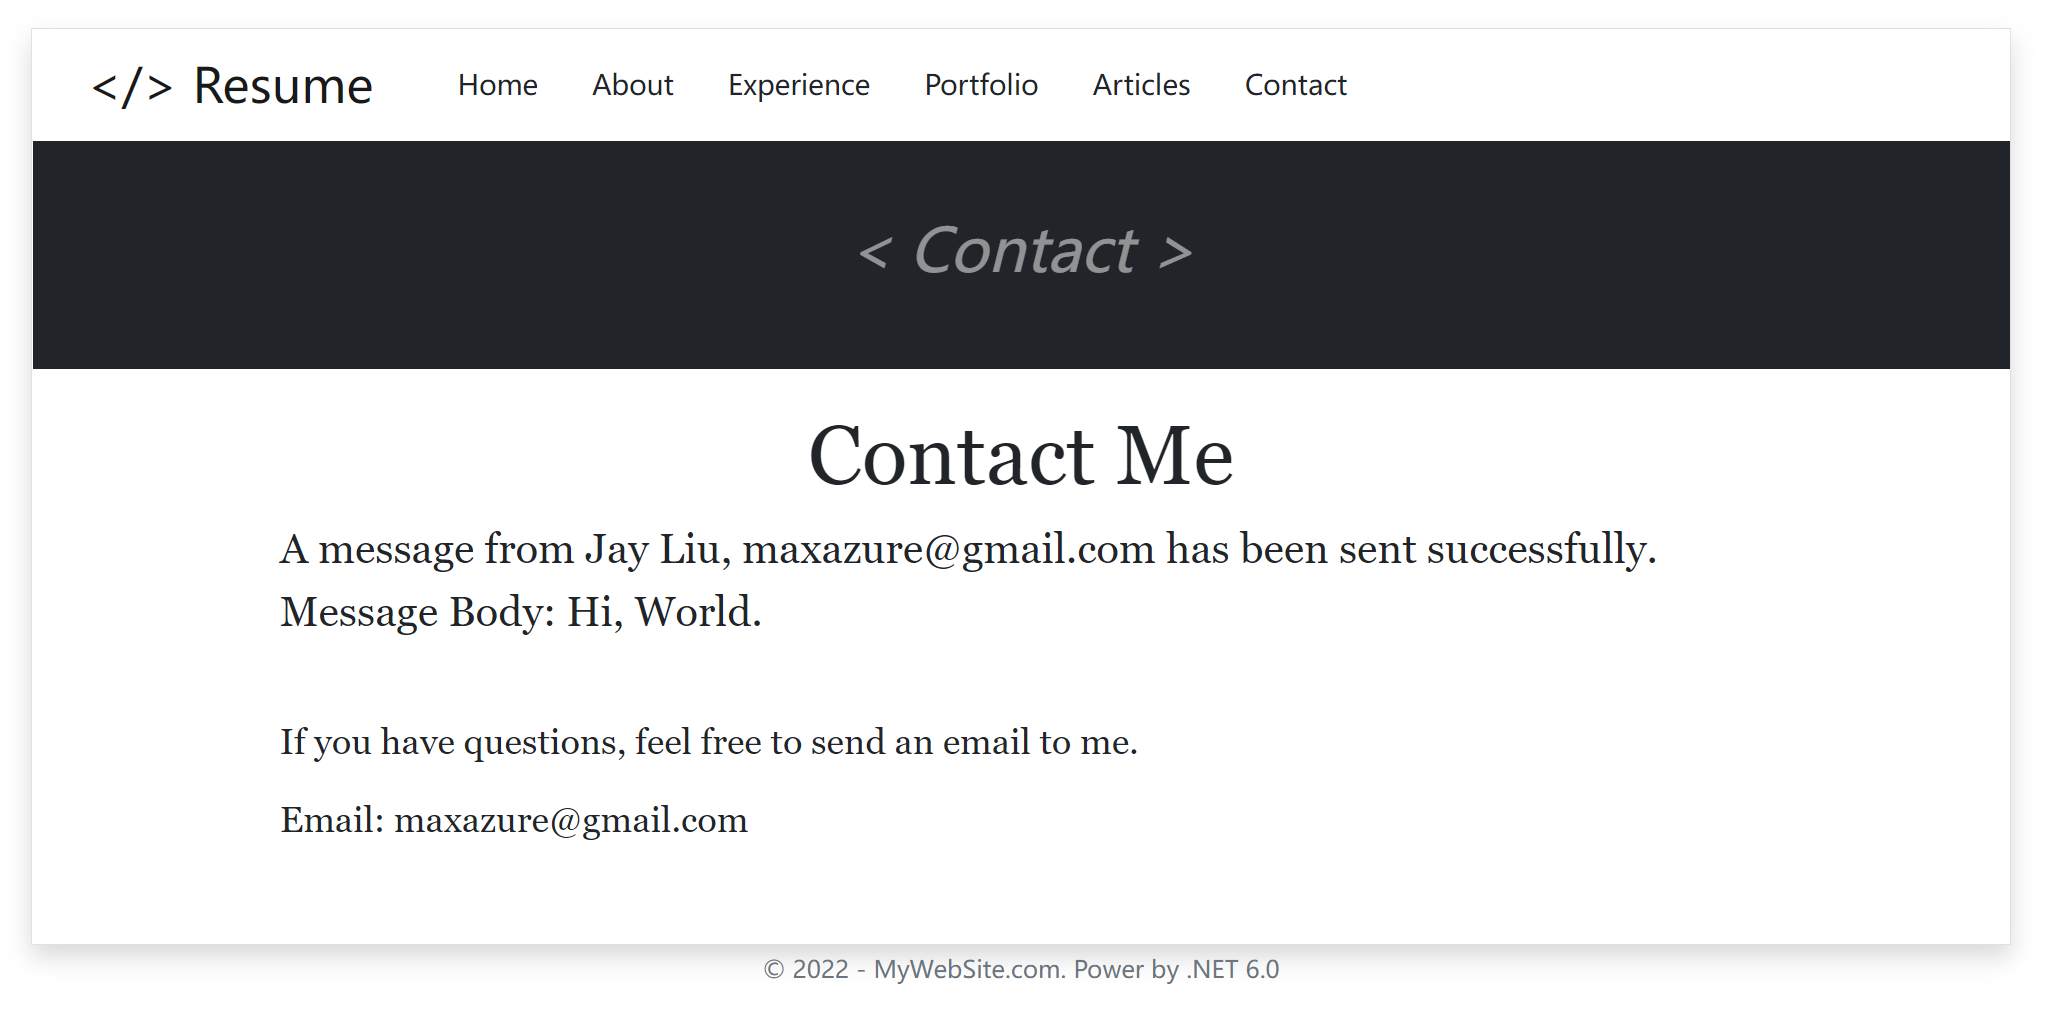 </> Resume Home About Experience Portfolio Articles Contact
< Contact >
Contact Me
A message from Jay Liu, maxazure@gmail.com has been sent successfully.
Message Body: Hi, World.
If you have questions, feel free to send an email to me.
Email: maxazure@gmail.com
© 2022 - MyWebSite.com. Power by .NET 6.0